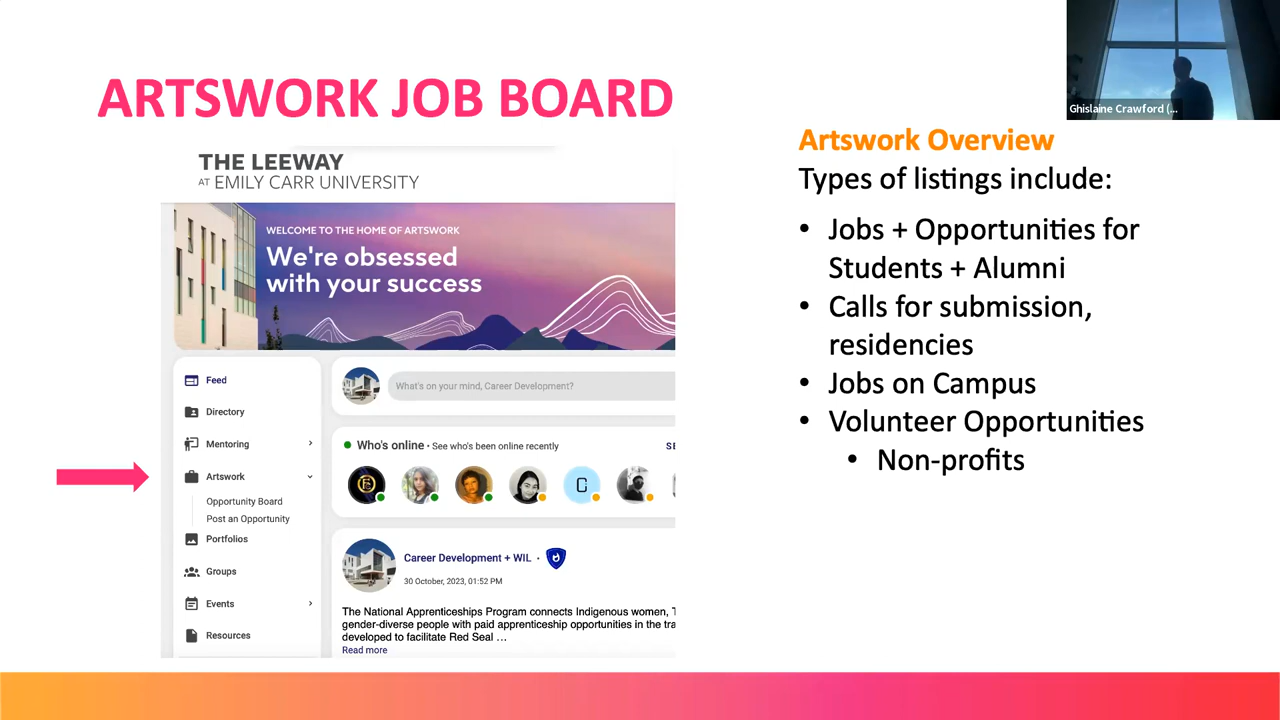 ARTSWORK JOB BOARD
Ghislaine Crawford (...
THE LEEWAY
AT EMILY CARR UNIVERSITY
WELCOME TO THE HOME OF ARTSWORK
We're obsessed
with your success
Feed
Directory
Mentoring
Artwork
Opportunity Board
Post an Opportunity
Portfolios
Groups
Events
Resources
What's on your mind, Career Development?
Who's online • See who's been online recently
SE
C
Career Development + WIL •
30 October, 2023, 01:52 PM
The National Apprenticeships Program connects Indigenous women, T
gender-diverse people with paid apprenticeship opportunities in the tra
developed to facilitate Red Seal ...
Read more
Artswork Overview
Types of listings include:
• Jobs + Opportunities for
Students + Alumni
• Calls for submission,
residencies
• Jobs on Campus
• Volunteer Opportunities
• Non-profits